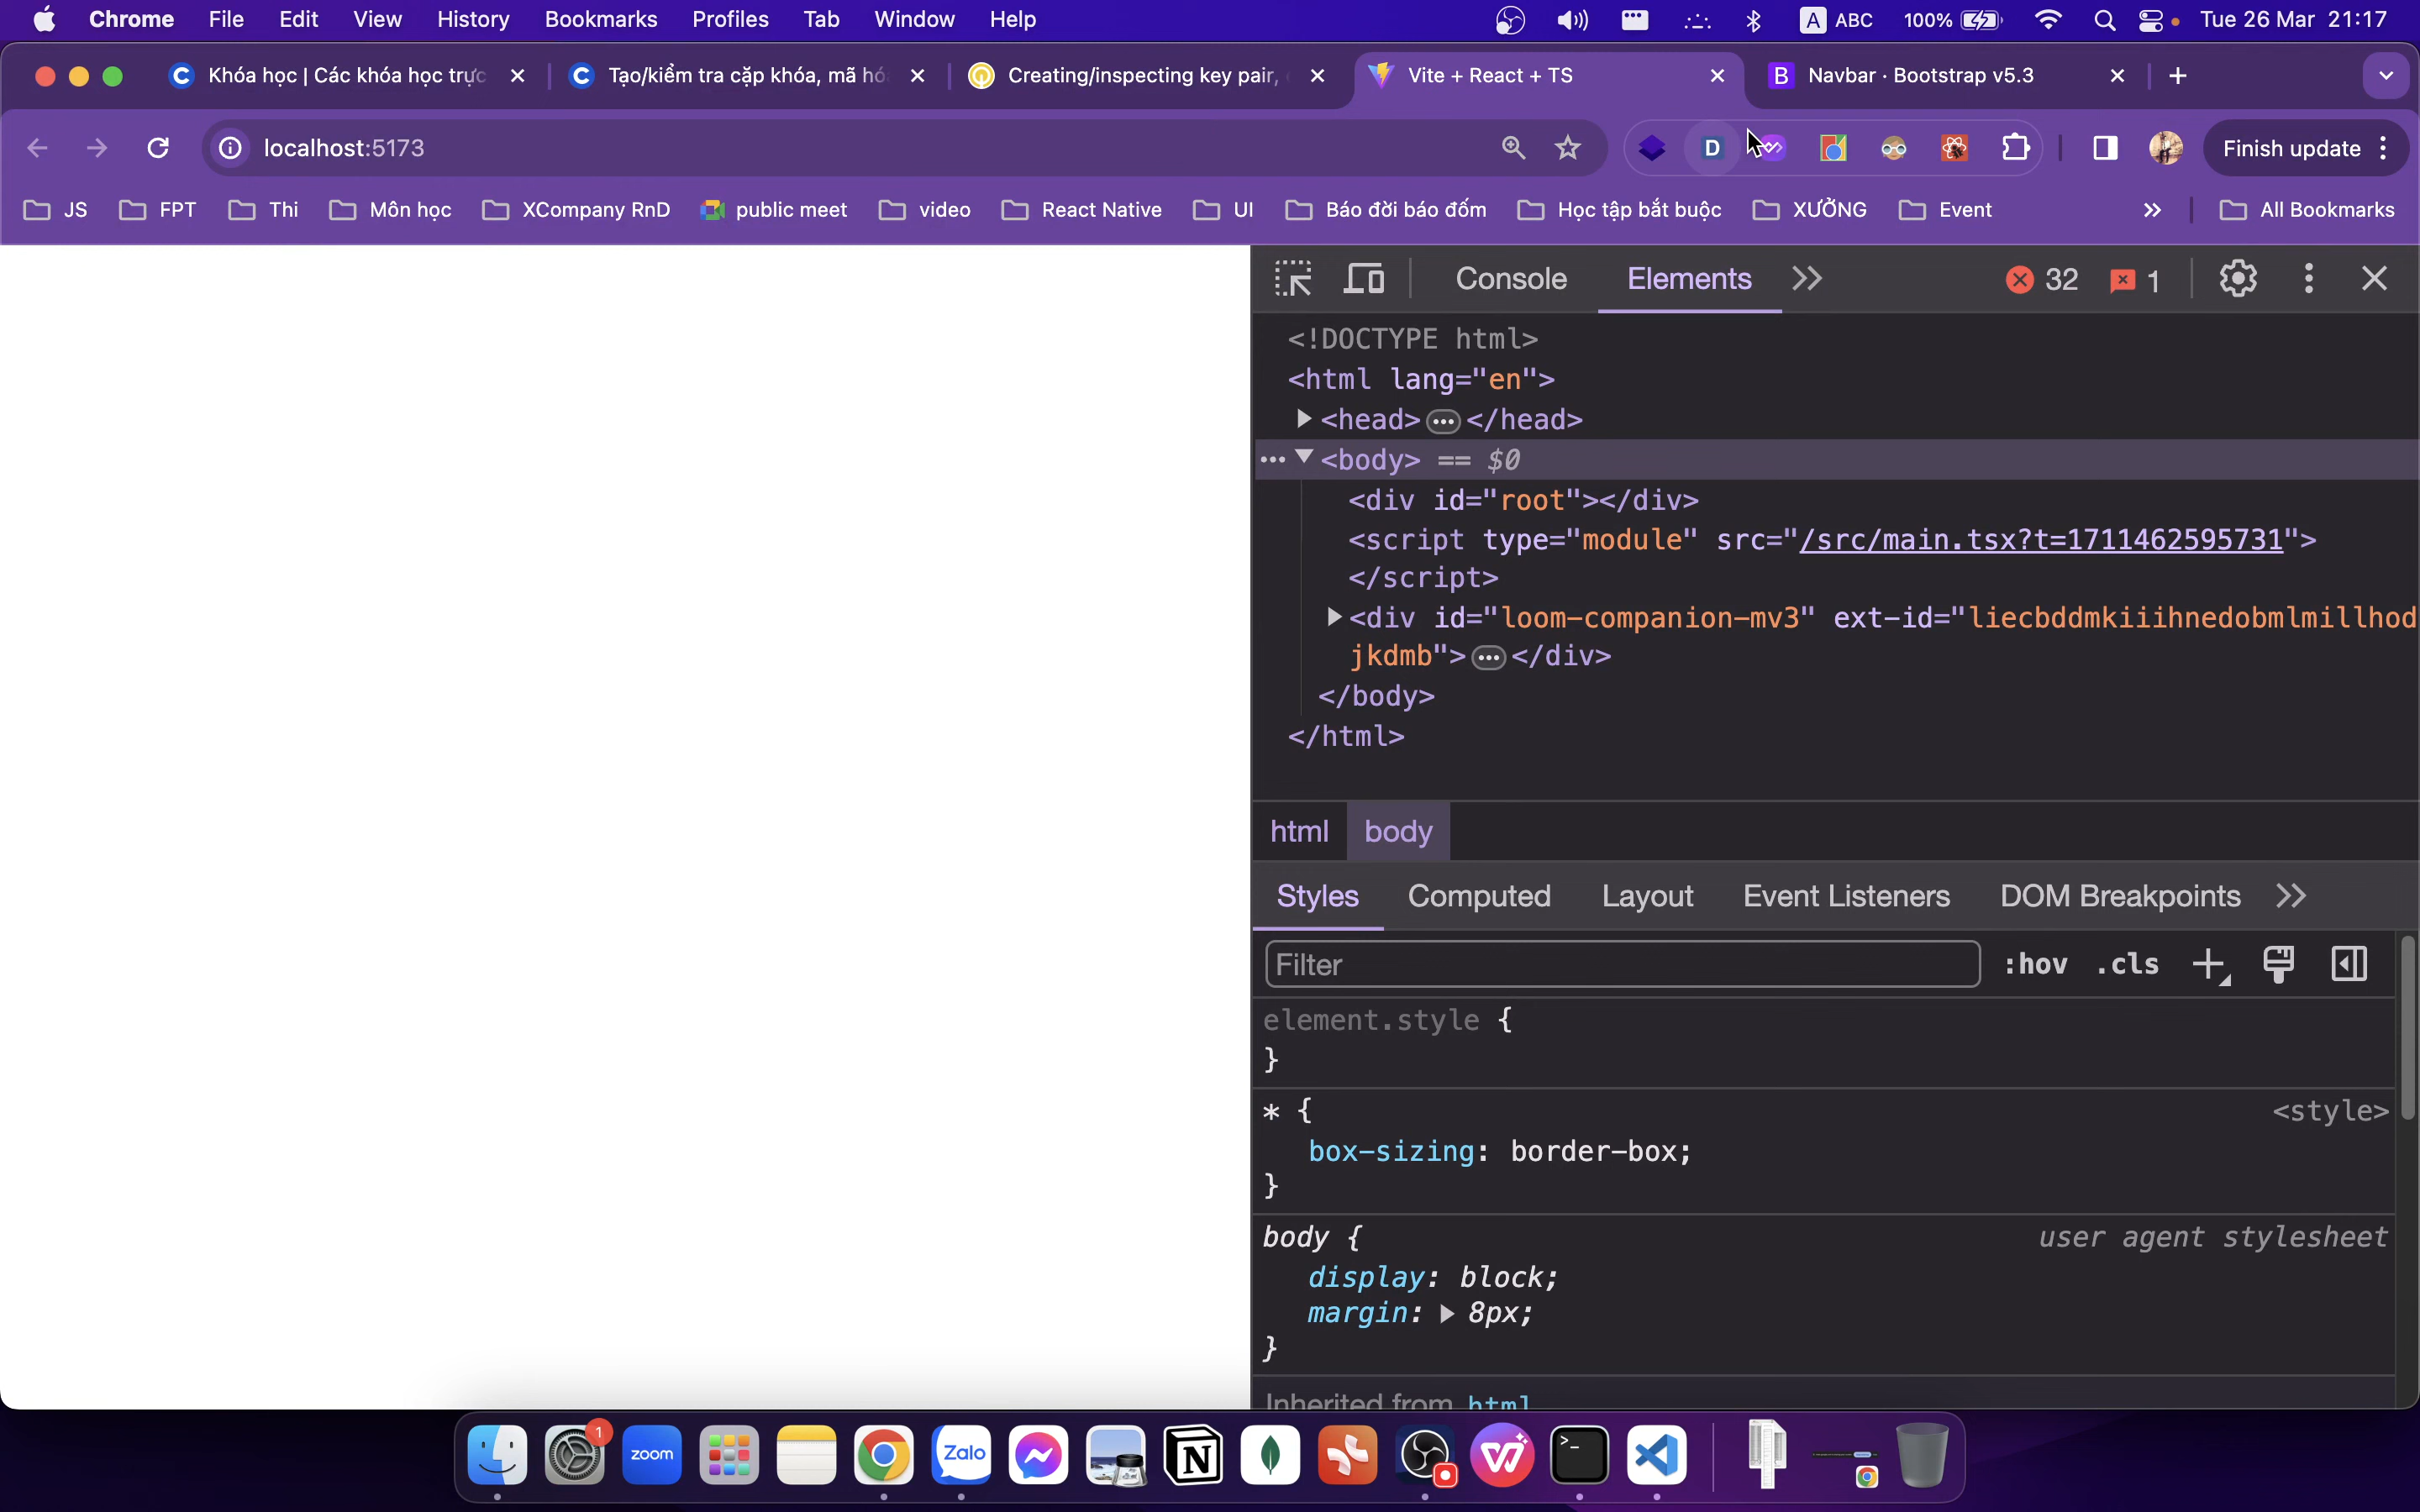 Chrome File Edit View History Bookmarks Profiles Tab Window Help A ABC 100% Tue 26 Mar 21:17
Khóa học | Các khóa học trực Tạo/kiểm tra cặp khóa, mã hó Creating/inspecting key pair, Vite + React + TS B Navbar · Bootstrap v5.3
localhost:5173 D Finish update
JS FPT Thi Môn học XCompany RnD public meet video React Native UI Báo đời báo đốm Học tập bắt buộc XƯỞNG Event » All Bookmarks
Console Elements 32 1
<!DOCTYPE html>
<html lang="en">
<head> ••• </head>
••• <body> == $0
<div id="root"></div>
<script type="module" src="/src/main.tsx?t=1711462595731">
</script>
<div id="loom-companion-mv3" ext-id="liecbddmkiiihnedobmlmillhod
jkdmb"> ••• </div>
</body>
</html>
html body
Styles Computed Layout Event Listeners DOM Breakpoints
Filter :hov .cls
element.style {
}
* { <style>
box-sizing: border-box;
}
body { user agent stylesheet
display: block;
margin: 8px;
}
Inherited from html
1
zoom Zalo